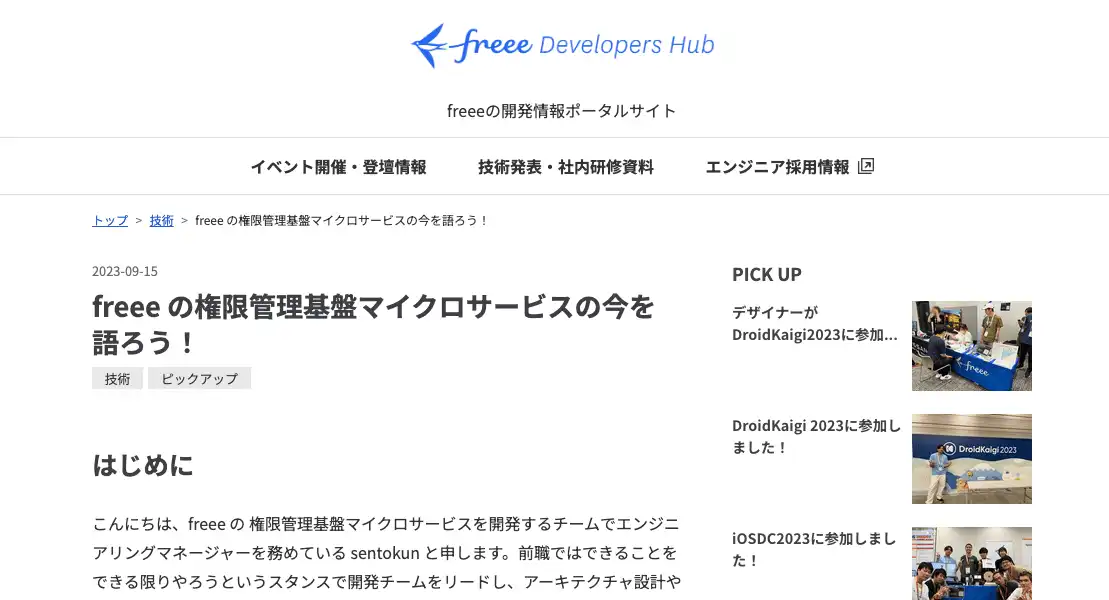 freee Developers Hub
freeeの開発情報ポータルサイト
イベント開催・登壇情報 技術発表・社内研修資料 エンジニア採用情報
トップ > 技術 > freee の権限管理基盤マイクロサービスの今を語ろう！
2023-09-15
freee の権限管理基盤マイクロサービスの今を
語ろう！
技術 ピックアップ
はじめに
こんにちは、freee の 権限管理基盤マイクロサービスを開発するチームでエンジニ
アリングマネージャーを務めている sentokun と申します。前職ではできることを
できる限りやろうというスタンスで開発チームをリードし、アーキテクチャ設計や
PICK UP
デザイナーが
DroidKaigi2023に参加...
freee
DroidKaigi 2023に参加し
ました！
DroidKaigi 2023
iOSDC2023に参加しまし
た！